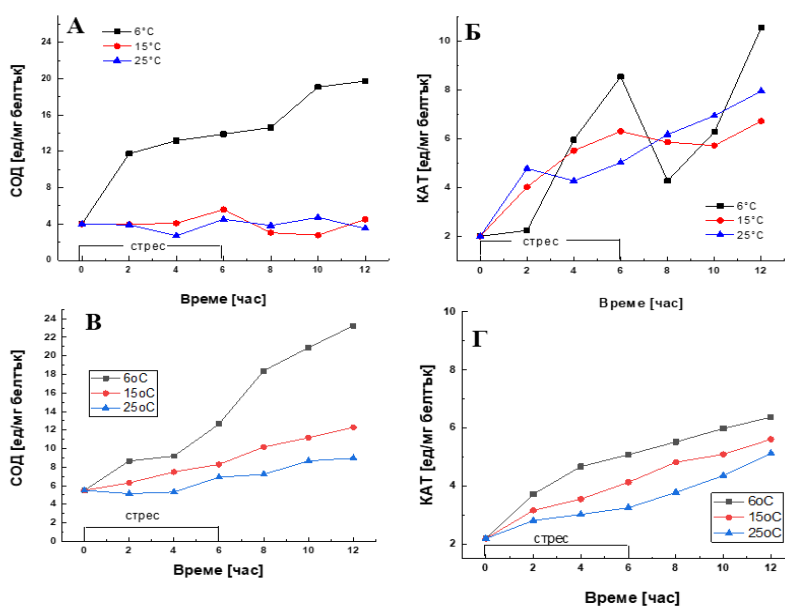 А
6°C
15°C
25°C
СОД [ед/мг белтък]
28
24
20
16
12
8
4
0
стрес
0 2 4 6 8 10 12
Време [час]
Б
КАТ [ед/мг белтък]
10
8
6
4
2
6°C
15°C
25°C
стрес
0 2 4 6 8 10 12
Време [час]
В
6oC
15oC
25oC
СОД [ед/мг белтък]
24
22
20
18
16
14
12
10
8
6
4
2
0
стрес
0 2 4 6 8 10 12
Време [час]
Г
КАТ [ед/мг белтък]
10
8
6
4
2
6oC
15oC
25oC
стрес
0 2 4 6 8 10 12
Време [час]